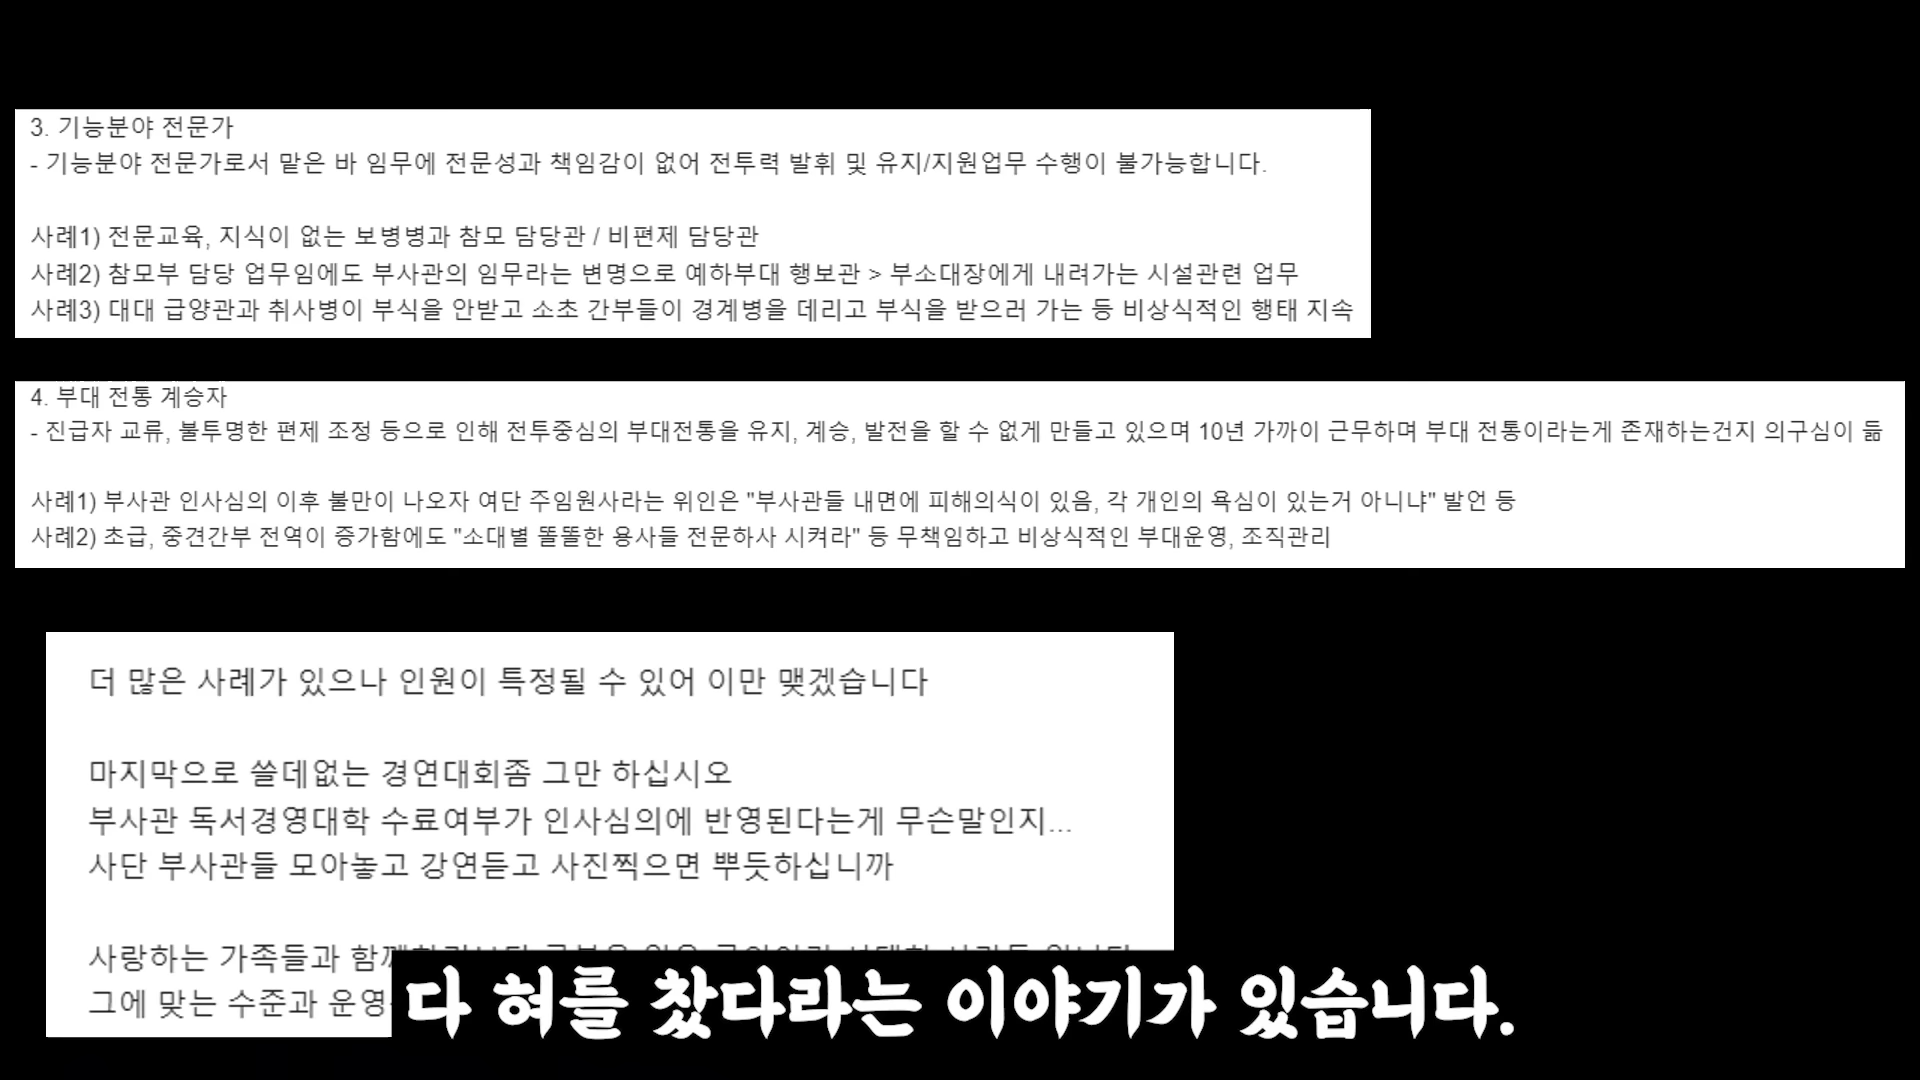 3. 기능분야 전문가
- 기능분야 전문가로서 맡은 바 임무에 전문성과 책임감이 없어 전투력 발휘 및 유지/지원업무 수행이 불가능합니다.
사례1) 전문교육, 지식이 없는 보병병과 참모 담당관 / 비편제 담당관
사례2) 참모부 담당 업무임에도 부사관의 임무라는 변명으로 예하부대 행보관 > 부소대장에게 내려가는 시설관련 업무
사례3) 대대 급양관과 취사병이 부식을 안받고 소초 간부들이 경계병을 데리고 부식을 받으러 가는 등 비상식적인 행태 지속
4. 부대 전통 계승자
- 진급자 교류, 불투명한 편제 조정 등으로 인해 전투중심의 부대전통을 유지, 계승, 발전을 할 수 없게 만들고 있으며 10년 가까이 근무하며 부대 전통이라는게 존재하는건지 의구심이 듦
사례1) 부사관 인사심의 이후 불만이 나오자 여단 주임원사라는 위인은 "부사관들 내면에 피해의식이 있음, 각 개인의 욕심이 있는거 아니냐" 발언 등
사례2) 초급, 중견간부 전역이 증가함에도 "소대별 똘똘한 용사들 전문하사 시켜라" 등 무책임하고 비상식적인 부대운영, 조직관리
더 많은 사례가 있으나 인원이 특정될 수 있어 이만 맺겠습니다
마지막으로 쓸데없는 경연대회좀 그만 하십시오
부사관 독서경영대학 수료여부가 인사심의에 반영된다는게 무슨말인지...
사단 부사관들 모아놓고 강연듣고 사진찍으면 뿌듯하십니까
사랑하는 가족들과
그에 맞는 수준과 운영
다 혀를 찼다라는 이야기가 있습니다.